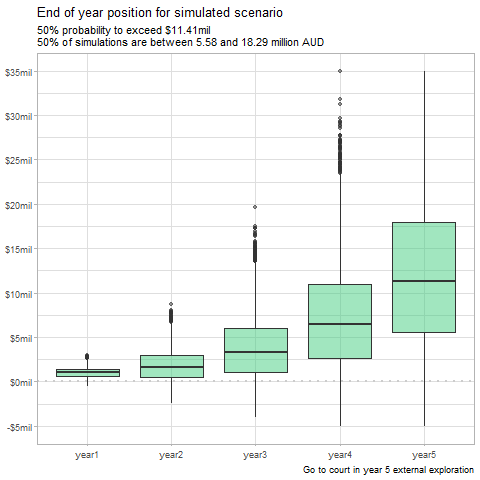 End of year position for simulated scenario
50% probability to exceed $11.41mil
50% of simulations are between 5.58 and 18.29 million AUD
$35mil
$30mil
$25mil
$20mil
$15mil
$10mil
$5mil
$0mil
-$5mil
year1 year2 year3 year4 year5
Go to court in year 5 external exploration